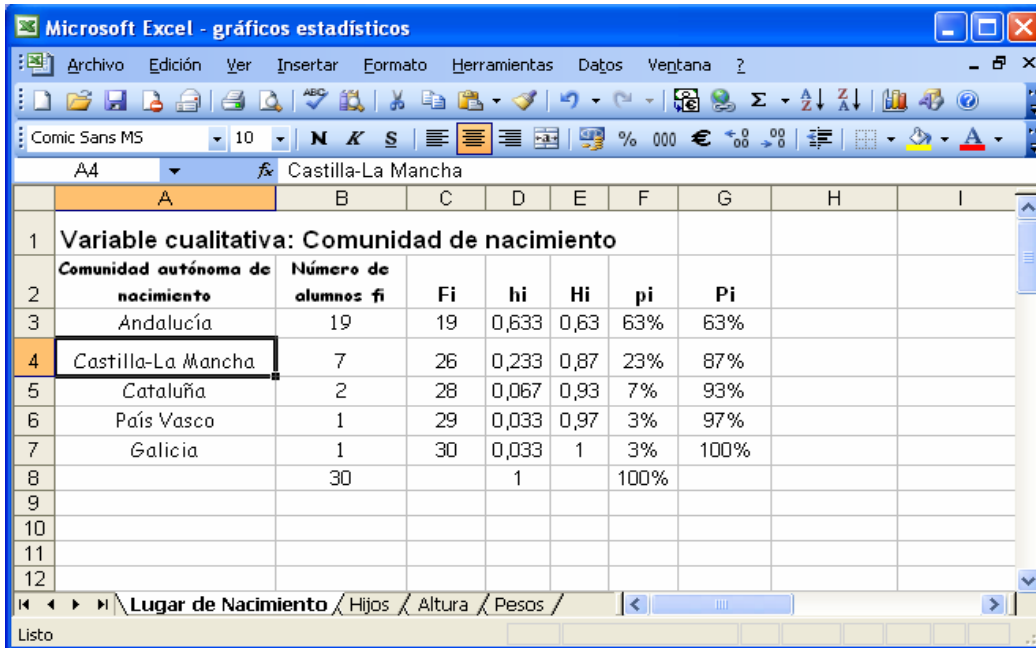 Microsoft Excel - gráficos estadísticos
Archivo Edición Ver Insertar Formato Herramientas Datos Ventana ?
Comic Sans MS 10 N K S % 000 €
A4 fx Castilla-La Mancha
A B C D E F G H I
1 Variable cualitativa: Comunidad de nacimiento
Comunidad autónoma de Número de
2 nacimiento alumnos fi Fi hi Hi pi Pi
3 Andalucía 19 19 0,633 0,63 63% 63%
4 Castilla-La Mancha 7 26 0,233 0,87 23% 87%
5 Cataluña 2 28 0,067 0,93 7% 93%
6 País Vasco 1 29 0,033 0,97 3% 97%
7 Galicia 1 30 0,033 1 3% 100%
8 30 1 100%
9
10
11
12
Lugar de Nacimiento / Hijos / Altura / Pesos /
Listo